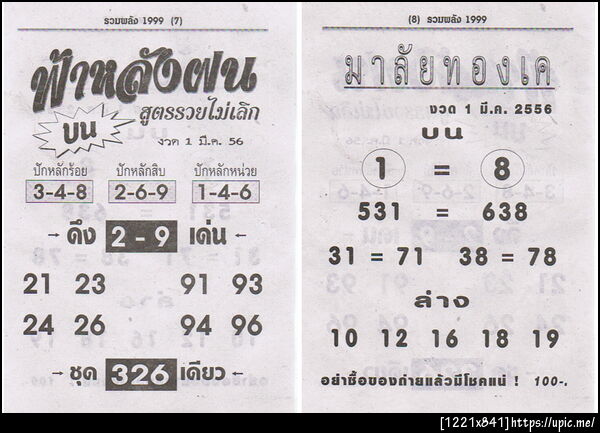 รวมพลัง 1999 (7)
ฟ้าหลังฝน
สูตรรวยไม่เลิก
บน
งวด 1 มี.ค. 56
ปักหลักร้อย ปักหลักสิบ ปักหลักหน่วย
3-4-8 2-6-9 1-4-6
ดึง 2-9 เด่น
21 23 91 93
24 26 94 96
ชุด 326 เดียว
(8) รวมพลัง 1999
มาลัยทองเค
งวด 1 มี.ค. 2556
บน
1 = 8
531 = 638
31 = 71 38 = 78
ล่าง
10 12 16 18 19
อย่าซื้อของถ่ายแล้วมีโชคแน่ ! 100-.
[1221x841]https://upic.me/